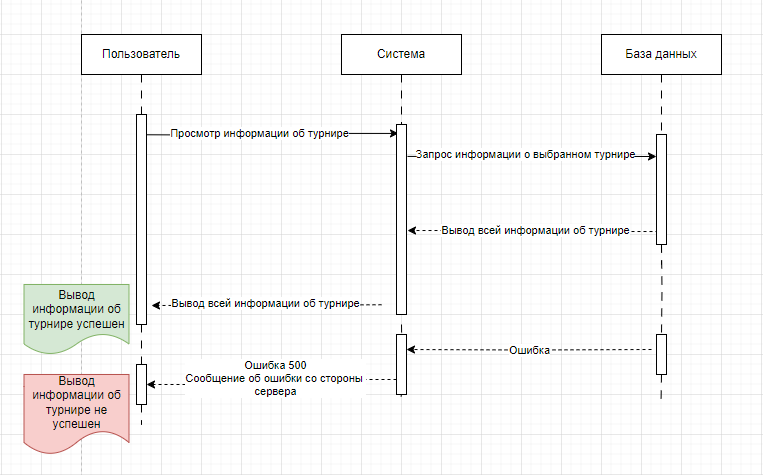 Пользователь
Система
База данных
Просмотр информации об турнире
Запрос информации о выбранном турнире
Вывод всей информации об турнире
Вывод всей информации об турнире
Вывод
информации об
турнире успешен
Ошибка
Ошибка 500
Сообщение об ошибки со стороны
сервера
Вывод
информации об
турнире не
успешен